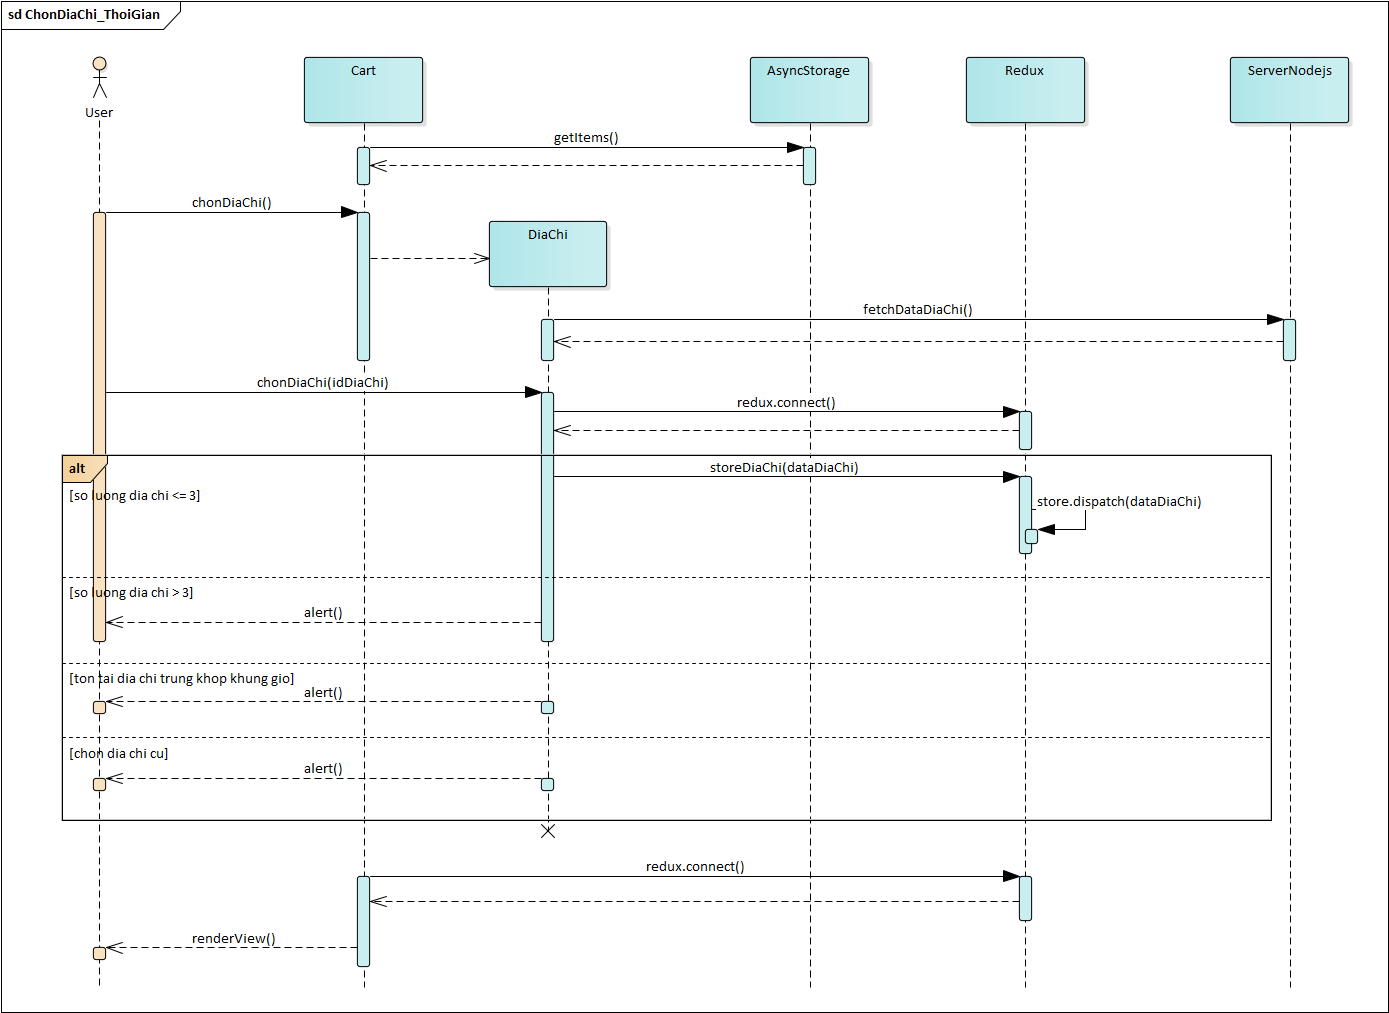 sd ChonDiaChi_ThoiGian
User
Cart
AsyncStorage
Redux
ServerNodejs
getItems()
chonDiaChi()
DiaChi
fetchDataDiaChi()
chonDiaChi(idDiaChi)
redux.connect()
alt
storeDiaChi(dataDiaChi)
[so luong dia chi <= 3]
store.dispatch(dataDiaChi)
[so luong dia chi > 3]
alert()
[ton tai dia chi trung khop khung gio]
alert()
[chon dia chi cu]
alert()
redux.connect()
renderView()